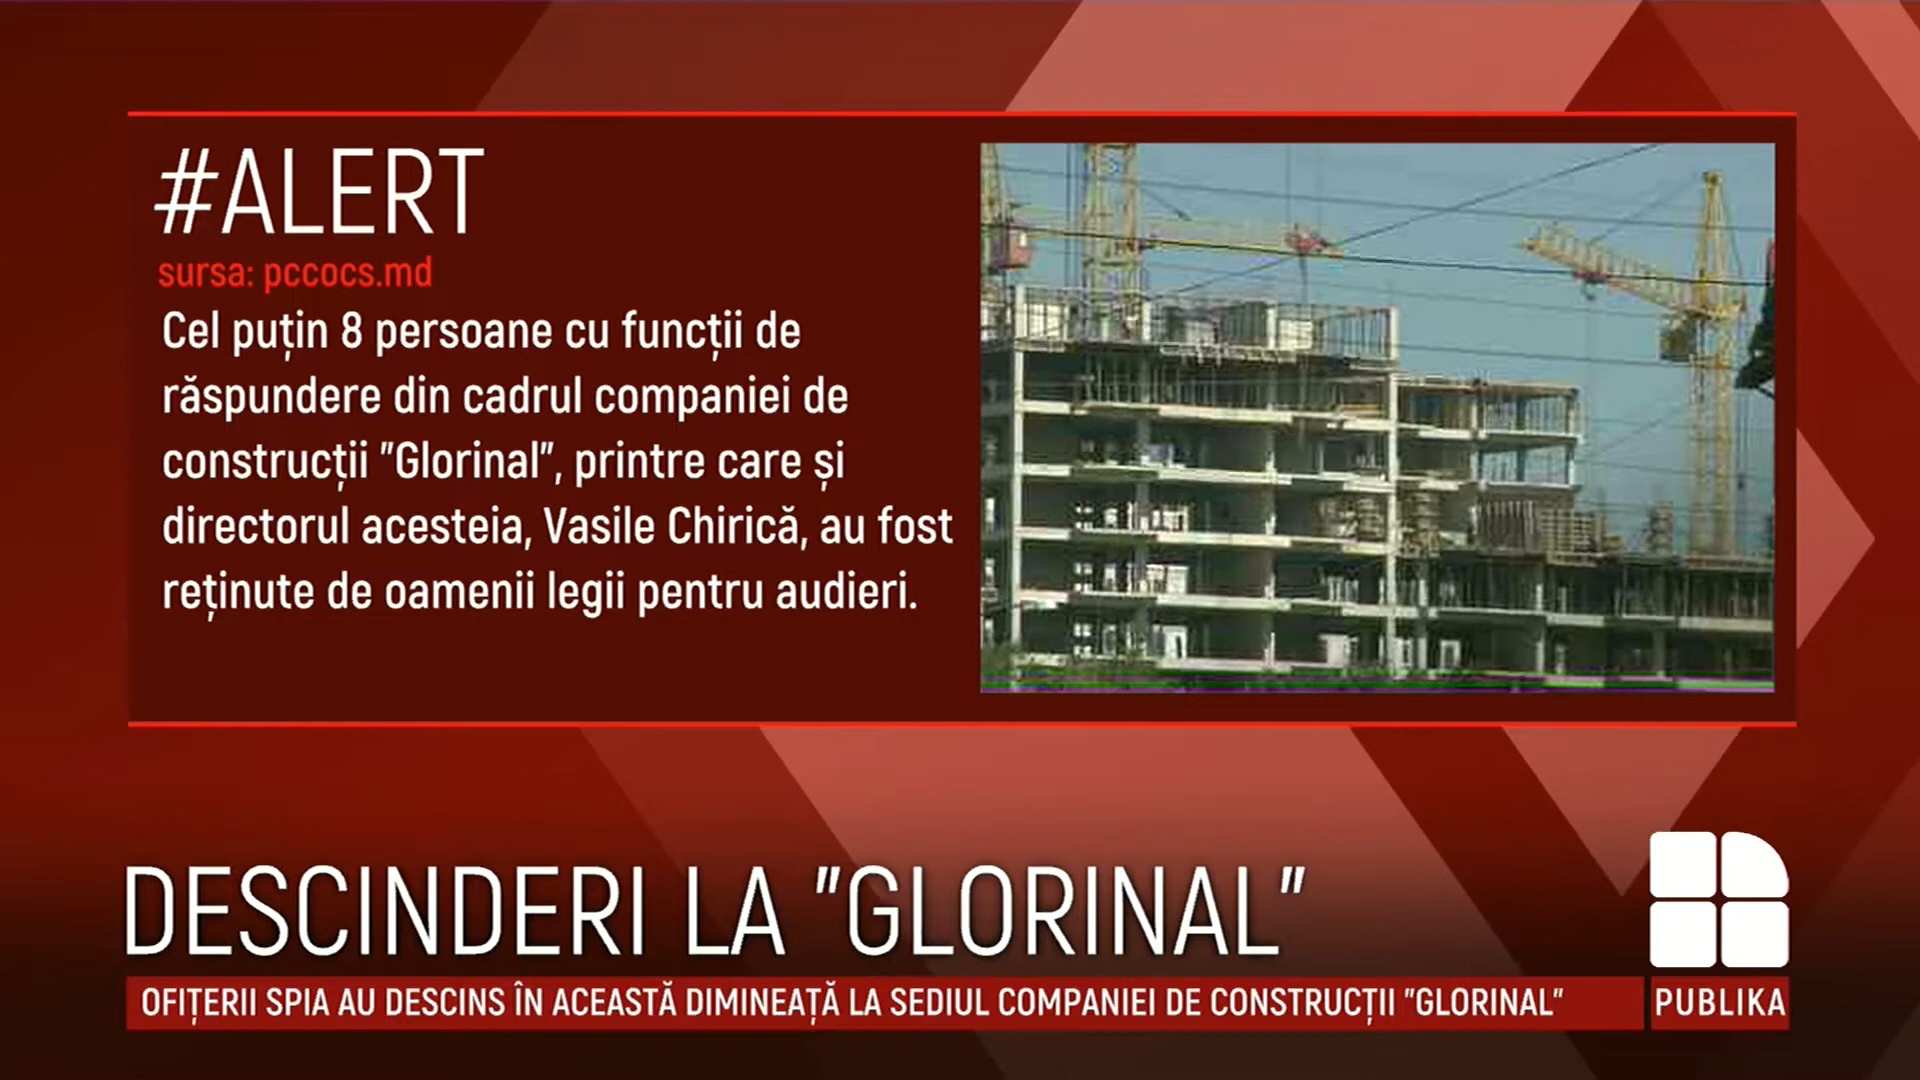 #ALERT
sursa: pccocs.md
Cel puțin 8 persoane cu funcții de
răspundere din cadrul companiei de
construcții "Glorinal", printre care și
directorul acesteia, Vasile Chirică, au fost
reținute de oamenii legii pentru audieri.
DESCINDERI LA "GLORINAL"
OFIȚERII SPIA AU DESCINS ÎN ACEASTĂ DIMINEAȚĂ LA SEDIUL COMPANIEI DE CONSTRUCȚII "GLORINAL"
PUBLIKA